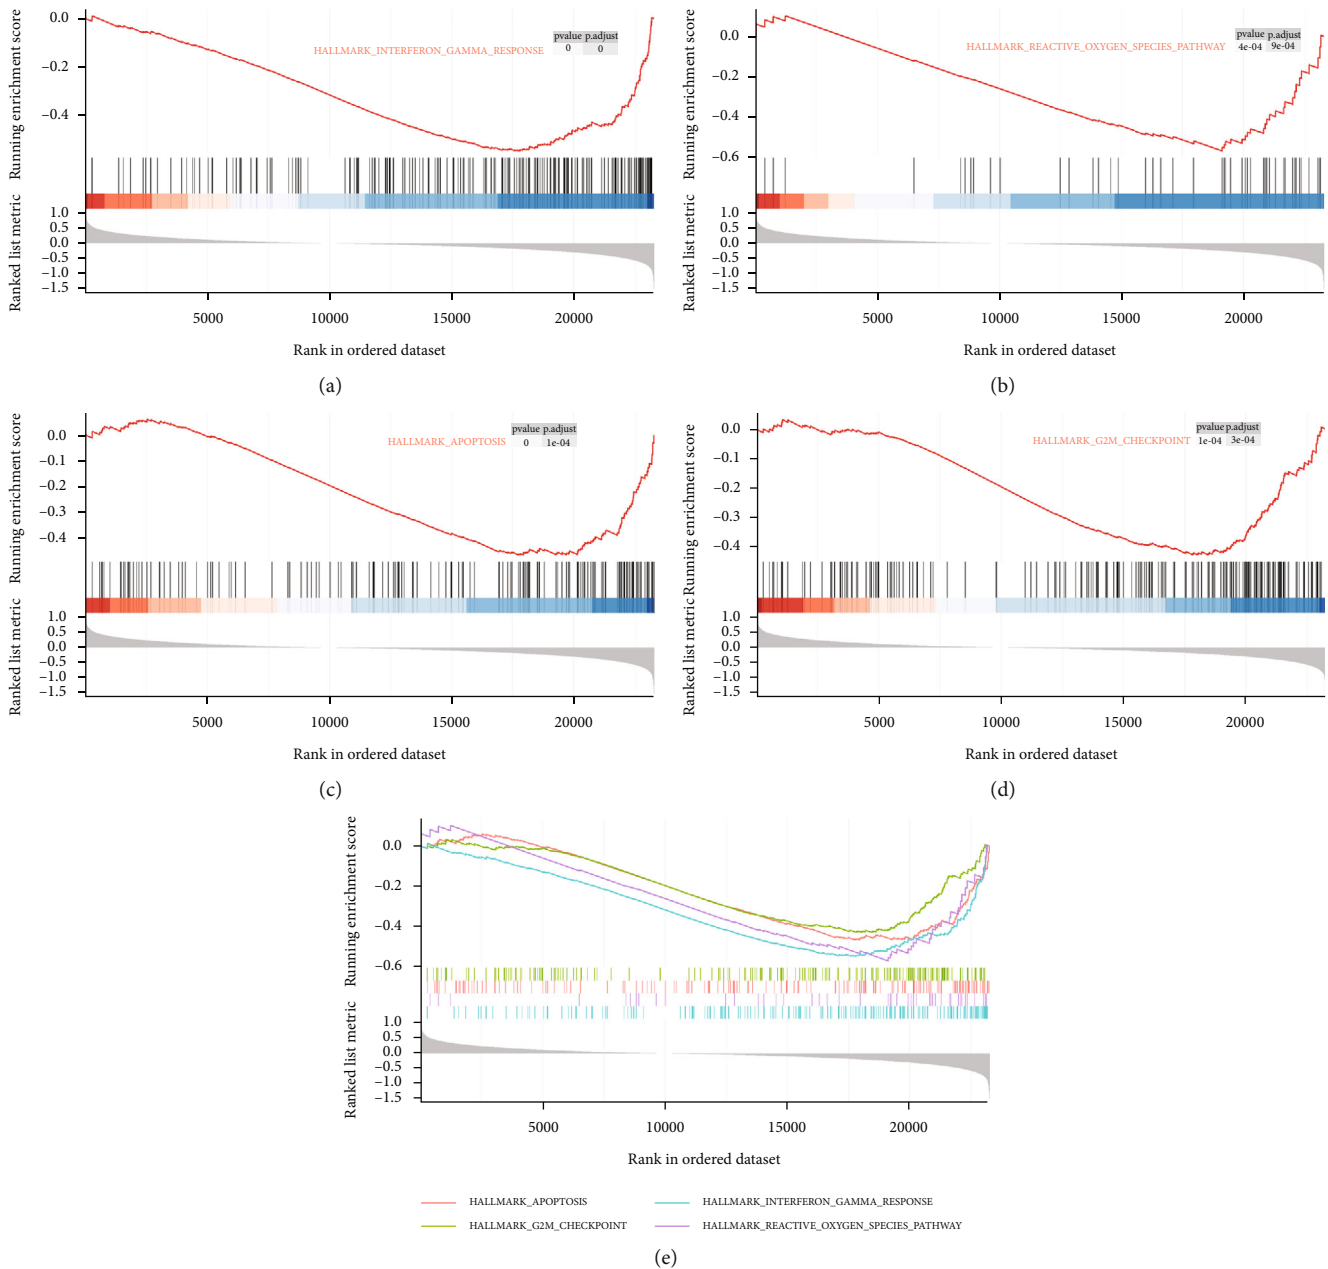 Running enrichment score
0.0
−0.2
−0.4
HALLMARK_INTERFERON_GAMMA_RESPONSE
pvalue p.adjust
0 0
Ranked list metric
1.0
0.5
0.0
−0.5
−1.0
−1.5
5000 10000 15000 20000
Rank in ordered dataset
(a)
Running enrichment score
0.0
−0.2
−0.4
−0.6
HALLMARK_REACTIVE_OXYGEN_SPECIES_PATHWAY
pvalue p.adjust
4e-04 9e-04
Ranked list metric
1.0
0.5
0.0
−0.5
−1.0
−1.5
5000 10000 15000 20000
Rank in ordered dataset
(b)
Running enrichment score
0.0
−0.1
−0.2
−0.3
−0.4
HALLMARK_APOPTOSIS
pvalue p.adjust
0 1e-04
Ranked list metric
1.0
0.5
0.0
−0.5
−1.0
−1.5
5000 10000 15000 20000
Rank in ordered dataset
(c)
Running enrichment score
0.0
−0.1
−0.2
−0.3
−0.4
HALLMARK_G2M_CHECKPOINT
pvalue p.adjust
1e-04 3e-04
Ranked list metric
1.0
0.5
0.0
−0.5
−1.0
−1.5
5000 10000 15000 20000
Rank in ordered dataset
(d)
Running enrichment score
0.0
−0.2
−0.4
−0.6
Ranked list metric
1.0
0.5
0.0
−0.5
−1.0
−1.5
5000 10000 15000 20000
Rank in ordered dataset
HALLMARK_APOPTOSIS HALLMARK_INTERFERON_GAMMA_RESPONSE
HALLMARK_G2M_CHECKPOINT HALLMARK_REACTIVE_OXYGEN_SPECIES_PATHWAY
(e)